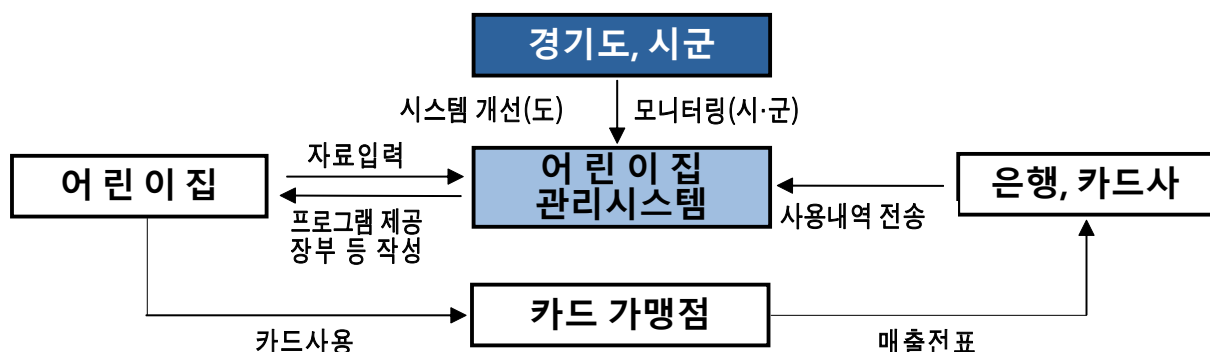 경기도, 시군
시스템 개선(도) 모니터링(시·군)
자료입력
어 린 이 집
어 린 이 집
관리시스템
은행, 카드사
프로그램 제공
장부 등 작성
사용내역 전송
카드 가맹점
카드사용
매출전표